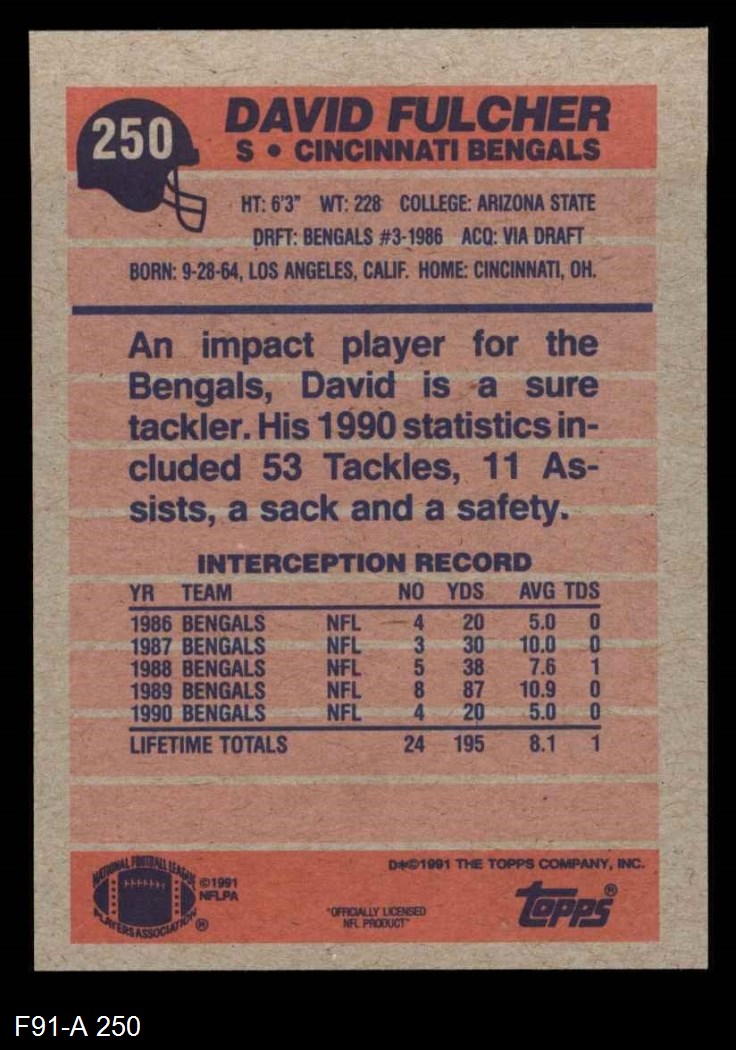 250
DAVID FULCHER
S • CINCINNATI BENGALS
HT: 6'3" WT: 228 COLLEGE: ARIZONA STATE
DRFT: BENGALS #3-1986 ACQ: VIA DRAFT
BORN: 9-28-64, LOS ANGELES, CALIF. HOME: CINCINNATI, OH.
An impact player for the
Bengals, David is a sure
tackler. His 1990 statistics in-
cluded 53 Tackles, 11 As-
sists, a sack and a safety.
INTERCEPTION RECORD
YR TEAM NO YDS AVG TDS
1986 BENGALS NFL 4 20 5.0 0
1987 BENGALS NFL 3 30 10.0 0
1988 BENGALS NFL 5 38 7.6 1
1989 BENGALS NFL 8 87 10.9 0
1990 BENGALS NFL 4 20 5.0 0
LIFETIME TOTALS 24 195 8.1 1
NATIONAL FOOTBALL LEAGUE
PLAYERS ASSOCIATION ®
©1991
NFLPA
"OFFICIALLY LICENSED
NFL PRODUCT"
D*©1991 THE TOPPS COMPANY, INC.
Topps®
F91-A 250